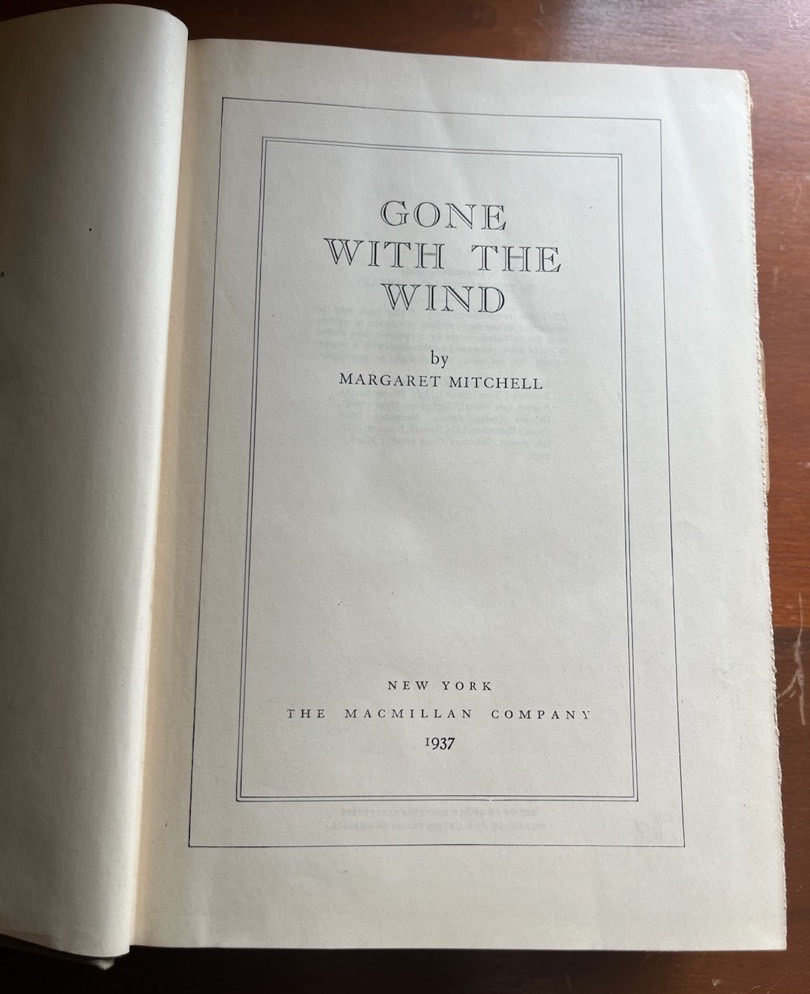 GONE
WITH THE
WIND
by
MARGARET MITCHELL
NEW YORK
THE MACMILLAN COMPANY
1937